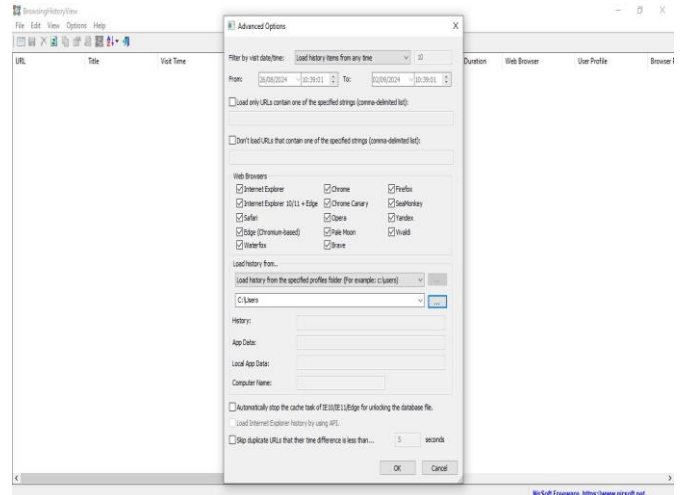 BrowsingHistoryView
File Edit View Options Help
URL Title Visit Time Duration Web Browser User Profile Browser P
Advanced Options
Filter by visit date/time: Load history items from any time 10
From: 26/08/2024 10:39:01 To: 02/09/2024 10:39:01
Load only URLs contain one of the specified strings (comma-delimited list):
Don't load URLs that contain one of the specified strings (comma-delimited list):
Web Browsers
Internet Explorer Chrome Firefox
Internet Explorer 10/11 + Edge Chrome Canary SeaMonkey
Safari Opera Yandex
Edge (Chromium-based) Pale Moon Vivaldi
Waterfox Brave
Load history from...
Load history from the specified profiles folder (For example: c:\users) ...
C:\Users ...
History:
App Data:
Local App Data:
Computer Name:
Automatically stop the cache task of IE10/IE11/Edge for unlocking the database file.
Load Internet Explorer history by using API.
Skip duplicate URLs that their time difference is less than... 5 seconds
OK Cancel
NirSoft Freeware. https://www.nirsoft.net